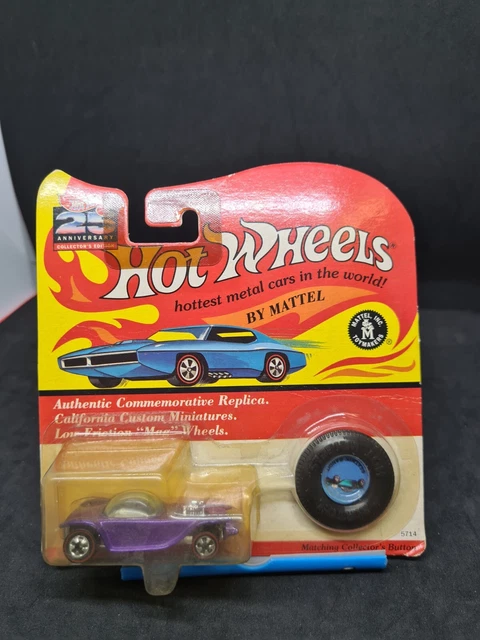 25
ANNIVERSARY
COLLECTOR'S EDI
HOT WHEELS®
hottest metal cars in the world!
BY MATTEL
MATTEL, INC.
M
TOYMAKERS
Authentic Commemorative Replica.
California Custom Miniatures.
Low-Friction "Mag" Wheels.
5714
Matching Collector's Button